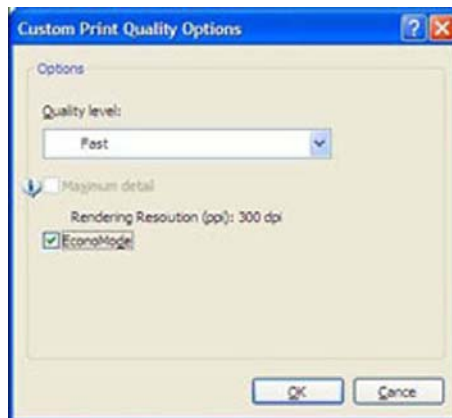 Custom Print Quality Options
Options
Quality level:
Fast
Maximum detail
Rendering Resoution (ppi): 300 dpi
EconoMode
OK
Cance